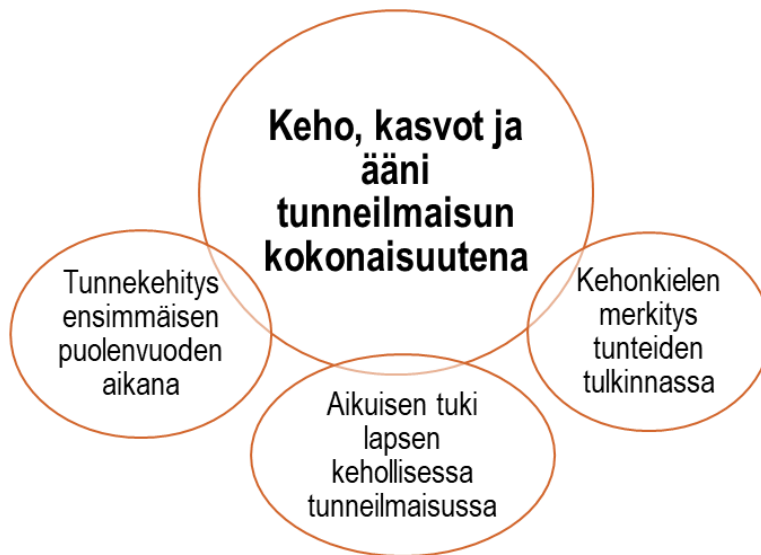 Keho, kasvot ja
ääni
tunneilmaisun
kokonaisuutena
Tunnekehitys
ensimmäisen
puolenvuoden
aikana
Aikuisen tuki
lapsen
kehollisessa
tunneilmaisussa
Kehonkielen
merkitys
tunteiden
tulkinnassa